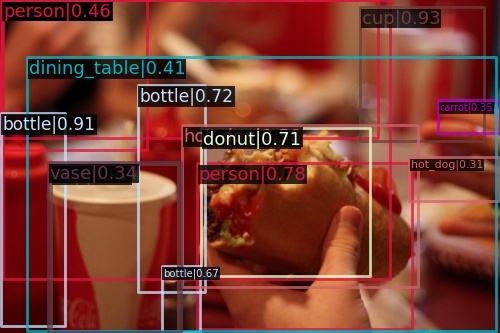 person|0.46
cup|0.93
dining_table|0.41
bottle|0.72
carrot|0.35
bottle|0.91
donut|0.71
hot_dog|0.31
vase|0.34
person|0.78
bottle|0.67